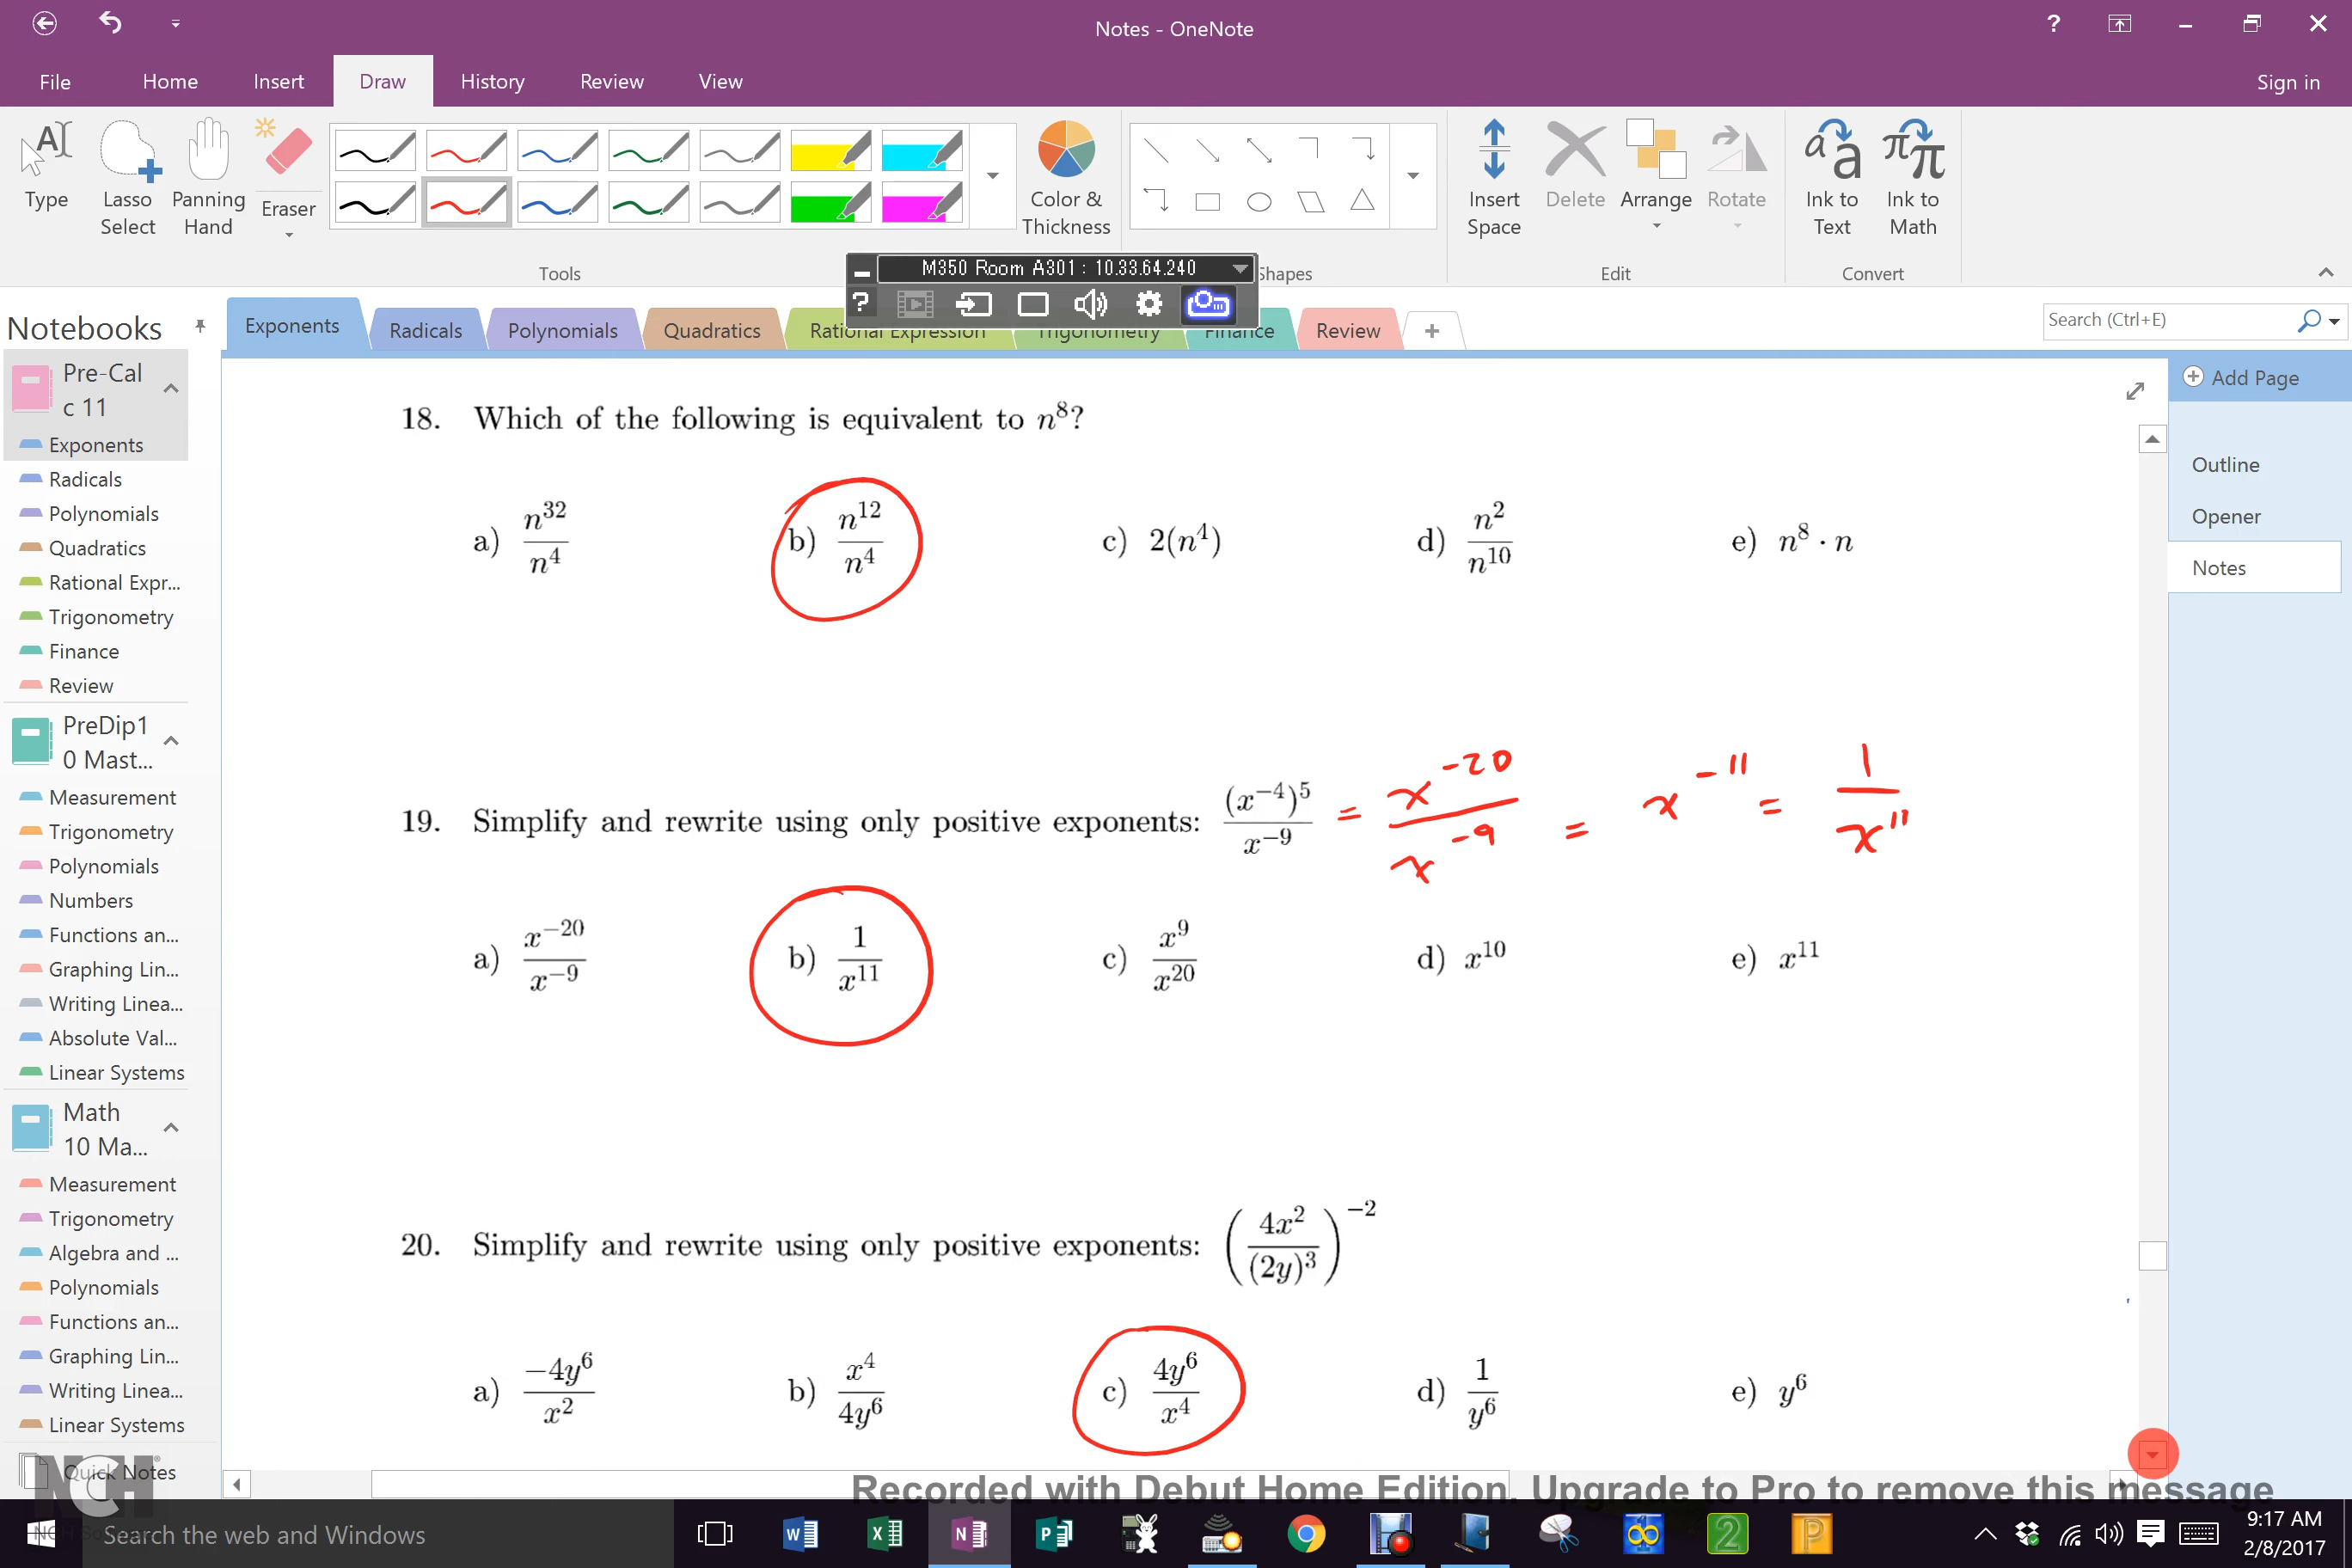 Notes - OneNote
?
File Home Insert Draw History Review View
Sign in
Type
Lasso Select
Panning Hand
Eraser
Color & Thickness
Insert Space
Delete
Arrange
Rotate
Ink to Text
Ink to Math
Tools
Shapes
Edit
Convert
M350 Room A301 : 10.33.64.240
?
Notebooks
Exponents Radicals Polynomials Quadratics Rational Expression Trigonometry Finance Review +
Search (Ctrl+E)
Pre-Cal
c 11
Exponents
Radicals
Polynomials
Quadratics
Rational Expr...
Trigonometry
Finance
Review
PreDip1
0 Mast...
Measurement
Trigonometry
Polynomials
Numbers
Functions an...
Graphing Lin...
Writing Linea...
Absolute Val...
Linear Systems
Math
10 Ma...
Measurement
Trigonometry
Algebra and ...
Polynomials
Functions an...
Graphing Lin...
Writing Linea...
Linear Systems
Quick Notes
18. Which of the following is equivalent to n^8?
a) n^32/n^4 b) n^12/n^4 c) 2(n^4) d) n^2/n^10 e) n^8 · n
19. Simplify and rewrite using only positive exponents: (x^-4)^5/x^-9 = x^-20/x^-9 = x^-11 = 1/x^11
a) x^-20/x^-9 b) 1/x^11 c) x^9/x^20 d) x^10 e) x^11
20. Simplify and rewrite using only positive exponents: (4x^2/(2y)^3)^-2
a) -4y^6/x^2 b) x^4/4y^6 c) 4y^6/x^4 d) 1/y^6 e) y^6
Add Page
Outline
Opener
Notes
NCH
Recorded with Debut Home Edition. Upgrade to Pro to remove this message
Search the web and Windows
9:17 AM
2/8/2017